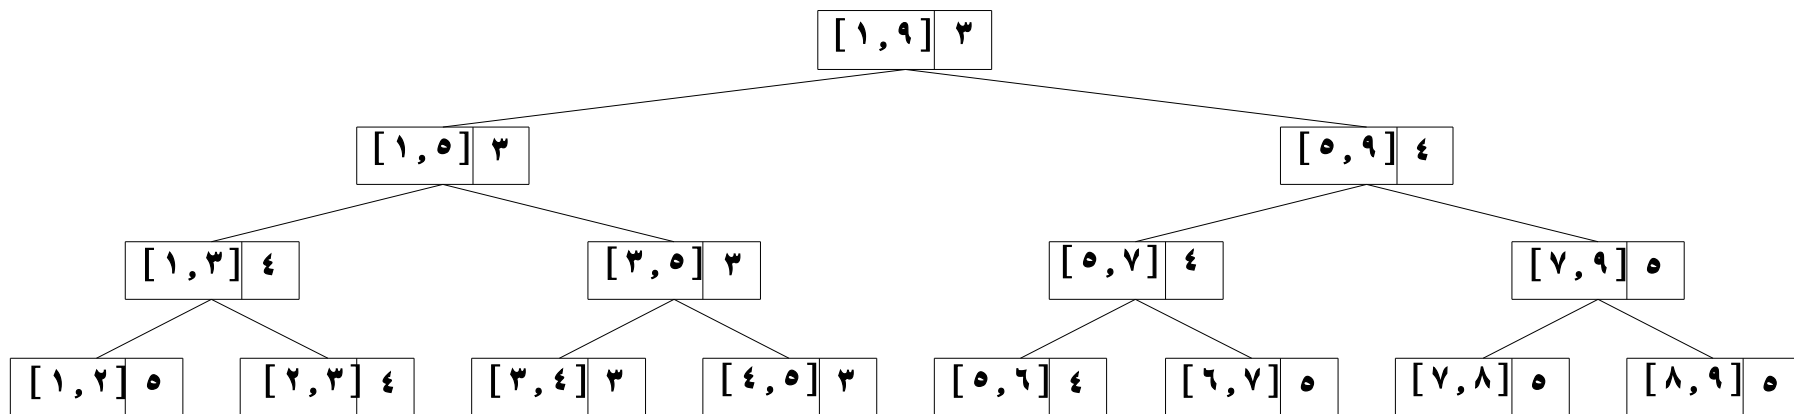 [١,٩] ٣
[١,٥] ٣ [٥,٩] ٤
[١,٣] ٤ [٣,٥] ٣ [٥,٧] ٤ [٧,٩] ٥
[١,٢] ٥ [٢,٣] ٤ [٣,٤] ٣ [٤,٥] ٣ [٥,٦] ٤ [٦,٧] ٥ [٧,٨] ٥ [٨,٩] ٥